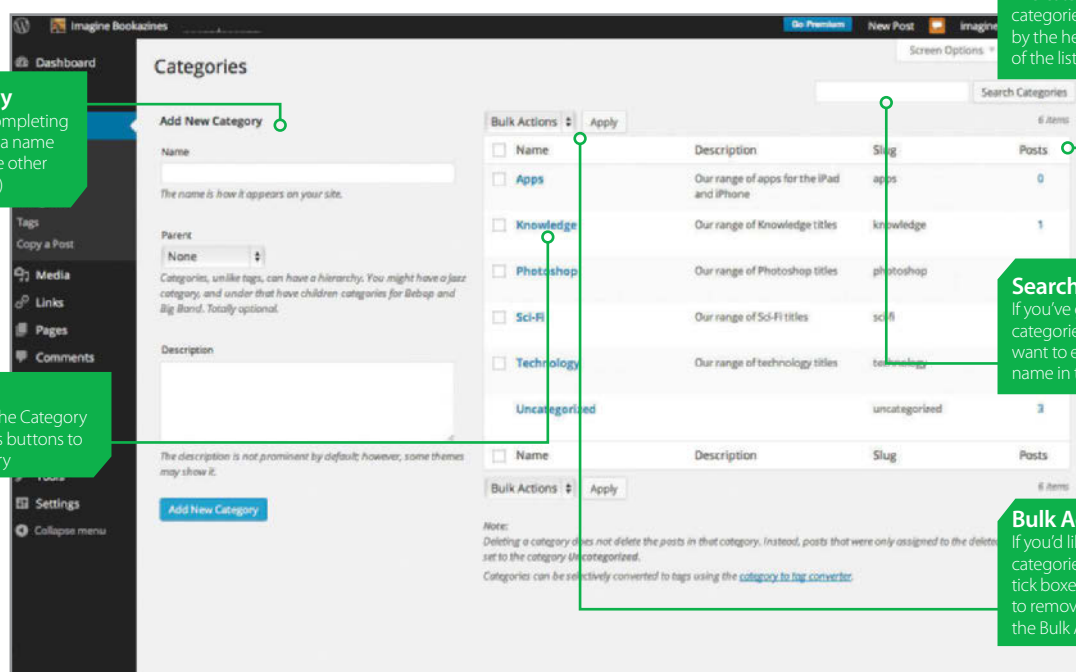 Imagine Bookazines
Go Premium
New Post
imagine
categorie
by the he
of the list
Dashboard
Categories
Screen Options
Search Categories
y
ompleting
a name
e other
)
Tags
Copy a Post
Media
Links
Pages
Comments
he Category
s buttons to
ry
Tools
Settings
Collapse menu
Add New Category
Name
The name is how it appears on your site.
Parent
None
Categories, unlike tags, can have a hierarchy. You might have a jazz
category, and under that have children categories for Bebop and
Big Band. Totally optional.
Description
The description is not prominent by default; however, some themes
may show it.
Add New Category
Bulk Actions Apply
6 items
Name Description Slug Posts
Apps Our range of apps for the iPad apps 0
and iPhone
Knowledge Our range of Knowledge titles knowledge 1
Photoshop Our range of Photoshop titles photoshop
Sci-Fi Our range of Sci-Fi titles sci-fi
Technology Our range of technology titles technology
Uncategorized uncategorized 3
Name Description Slug Posts
Bulk Actions Apply
6 items
Note:
Deleting a category does not delete the posts in that category. Instead, posts that were only assigned to the delete
set to the category Uncategorized.
Categories can be selectively converted to tags using the category to tag converter.
Search
If you've
categorie
want to e
name in t
Bulk A
If you'd li
categorie
tick boxe
to remov
the Bulk A